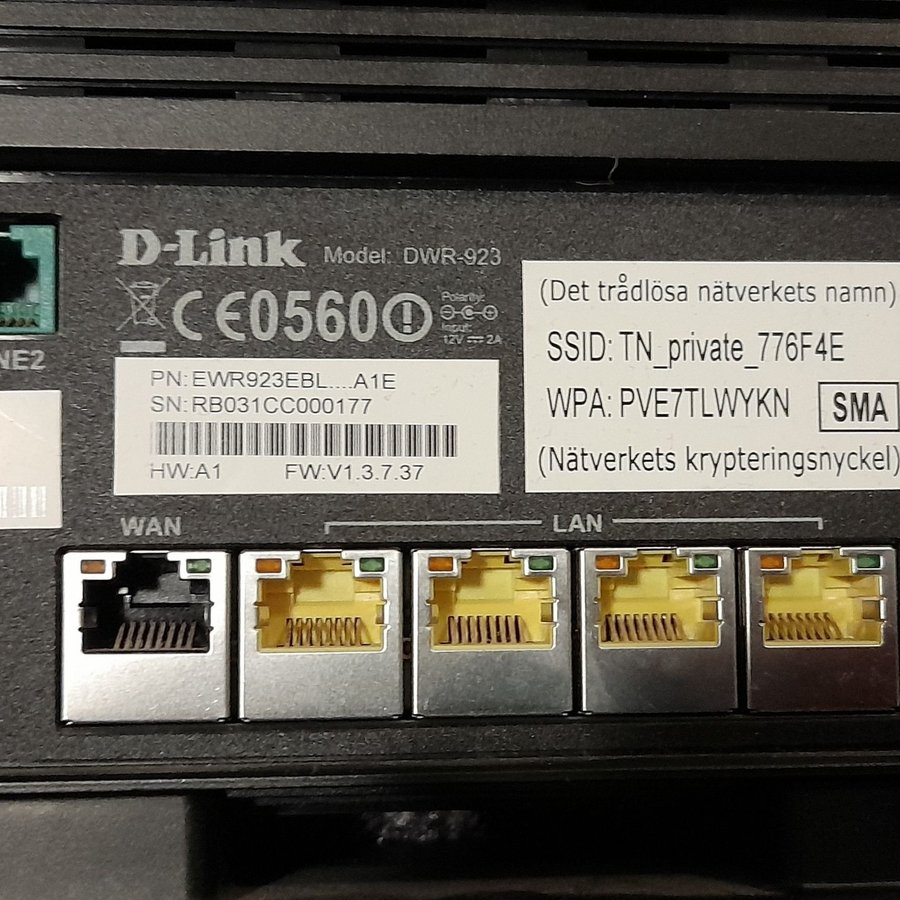 D-Link Model: DWR-923
CE0560
Polarity:
Input:
12V 2A
NE2
PN:EWR923EBL....A1E
SN:RB031CC000177
HW:A1 FW:V1.3.7.37
(Det trådlösa nätverkets namn)
SSID: TN_private_776F4E
WPA: PVE7TLWYKN SMA
(Nätverkets krypteringsnyckel)
WAN LAN